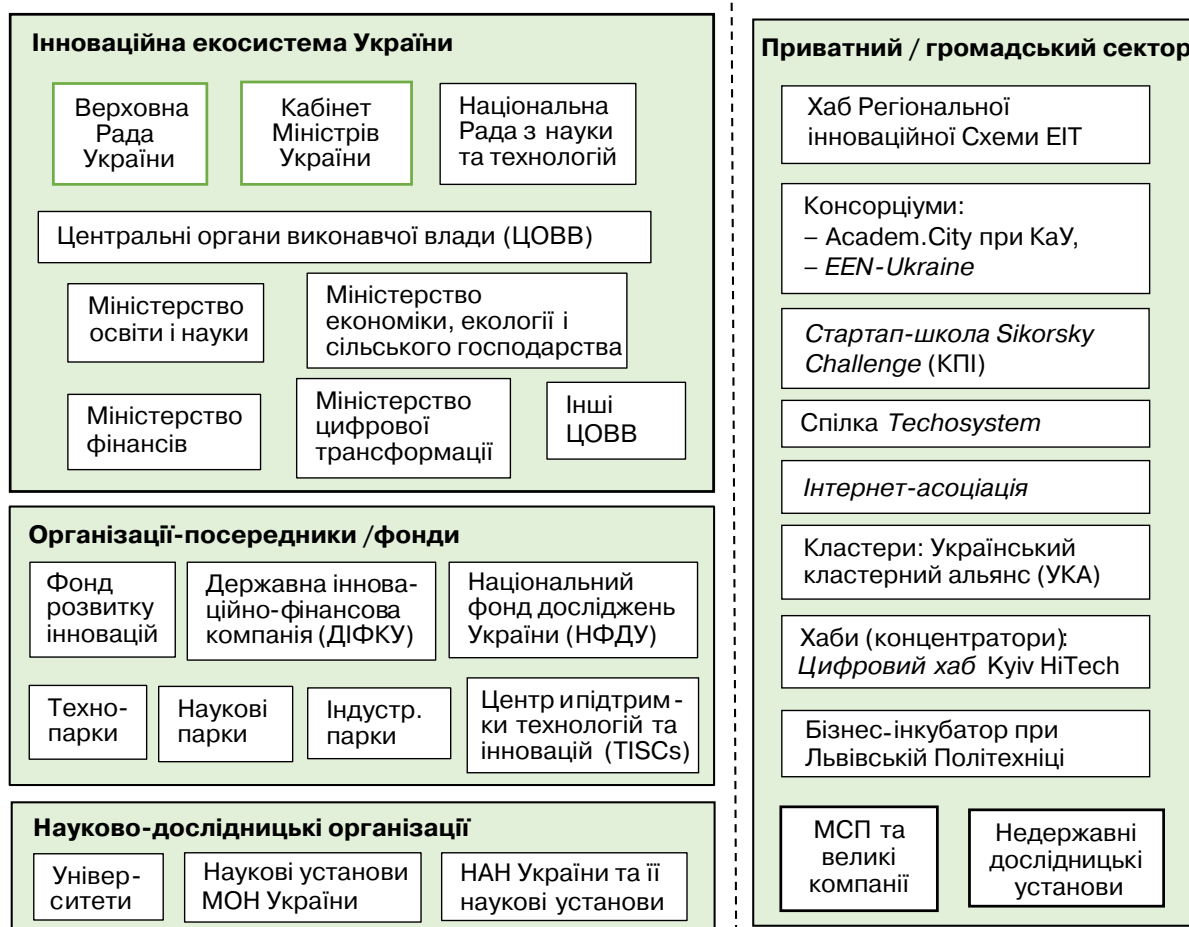 Інноваційна екосистема України
Верховна
Рада
України
Кабінет
Міністрів
України
Національна
Рада з науки
та технологій
Центральні органи виконавчої влади (ЦОВВ)
Міністерство
освіти і науки
Міністерство
економіки, екології і
сільського господарства
Міністерство
фінансів
Міністерство
цифрової
трансформації
Інші
ЦОВВ
Організації-посередники /фонди
Фонд
розвитку
інновацій
Державна іннова-
ційно-фінансова
компанія (ДІФКУ)
Національний
фонд досліджень
України (НФДУ)
Техно-
парки
Наукові
парки
Індустр.
парки
Центр ипідтрим-
ки технологій та
інновацій (TISCs)
Науково-дослідницькі організації
Універ-
ситети
Наукові установи
МОН України
НАН України та її
наукові установи
Приватний / громадський сектор
Хаб Регіональної
інноваційної Схеми ЕІТ
Консорціуми:
– Academ.City при КаУ,
– EEN-Ukraine
Стартап-школа Sikorsky
Challenge (КПІ)
Спілка Techosystem
Інтернет-асоціація
Кластери: Український
кластерний альянс (УКА)
Хаби (концентратори):
Цифровий хаб Kyiv HiTech
Бізнес-інкубатор при
Львівській Політехніці
МСП та
великі
компанії
Недержавні
дослідницькі
установи